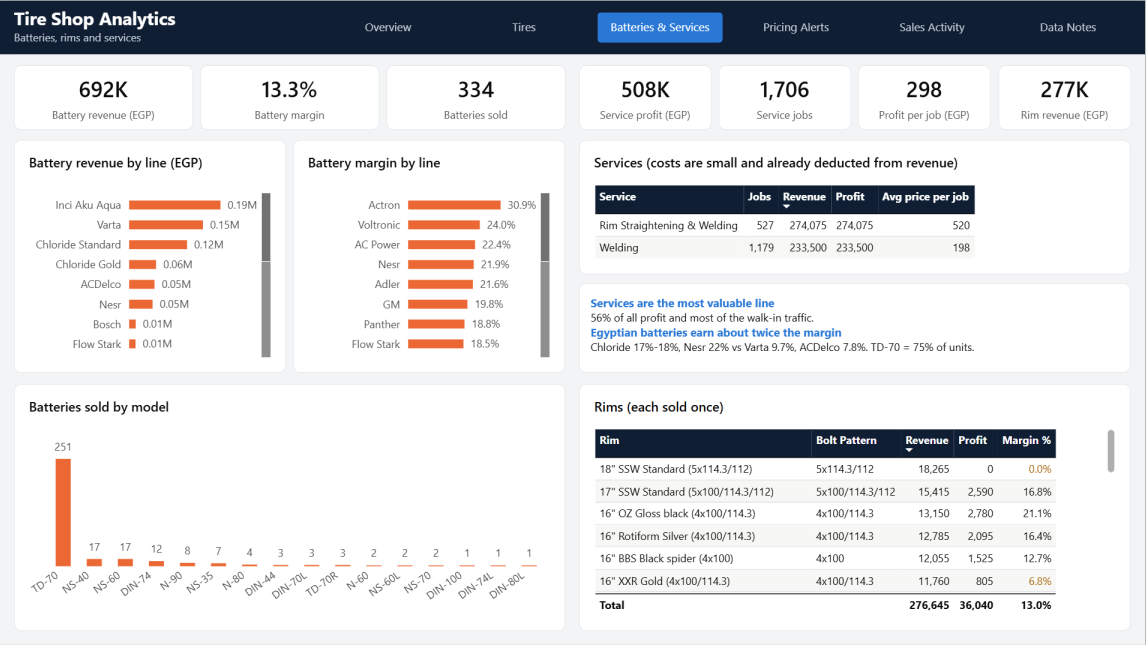 Tire Shop Analytics
Batteries, rims and services
Overview
Tires
Batteries & Services
Pricing Alerts
Sales Activity
Data Notes
692K
Battery revenue (EGP)
13.3%
Battery margin
334
Batteries sold
508K
Service profit (EGP)
1,706
Service jobs
298
Profit per job (EGP)
277K
Rim revenue (EGP)
Battery revenue by line (EGP)
Inci Aku Aqua 0.19M
Varta 0.15M
Chloride Standard 0.12M
Chloride Gold 0.06M
ACDelco 0.05M
Nesr 0.05M
Bosch 0.01M
Flow Stark 0.01M
Battery margin by line
Actron 30.9%
Voltronic 24.0%
AC Power 22.4%
Nesr 21.9%
Adler 21.6%
GM 19.8%
Panther 18.8%
Flow Stark 18.5%
Services (costs are small and already deducted from revenue)
Service Jobs Revenue Profit Avg price per job
Rim Straightening & Welding 527 274,075 274,075 520
Welding 1,179 233,500 233,500 198
Services are the most valuable line
56% of all profit and most of the walk-in traffic.
Egyptian batteries earn about twice the margin
Chloride 17%-18%, Nesr 22% vs Varta 9.7%, ACDelco 7.8%. TD-70 = 75% of units.
Batteries sold by model
251 17 17 12 8 7 4 3 3 3 2 2 2 1 1 1
TD-70 NS-40 NS-60 DIN-74 N-90 NS-35 N-80 DIN-44 DIN-70L TD-70R N-60 NS-60L NS-70 DIN-100 DIN-74L DIN-80L
Rims (each sold once)
Rim Bolt Pattern Revenue Profit Margin %
18" SSW Standard (5x114.3/112) 5x114.3/112 18,265 0 0.0%
17" SSW Standard (5x100/114.3/112) 5x100/114.3/112 15,415 2,590 16.8%
16" OZ Gloss black (4x100/114.3) 4x100/114.3 13,150 2,780 21.1%
16" Rotiform Silver (4x100/114.3) 4x100/114.3 12,785 2,095 16.4%
16" BBS Black spider (4x100) 4x100 12,055 1,525 12.7%
16" XXR Gold (4x100/114.3) 4x100/114.3 11,760 805 6.8%
Total 276,645 36,040 13.0%